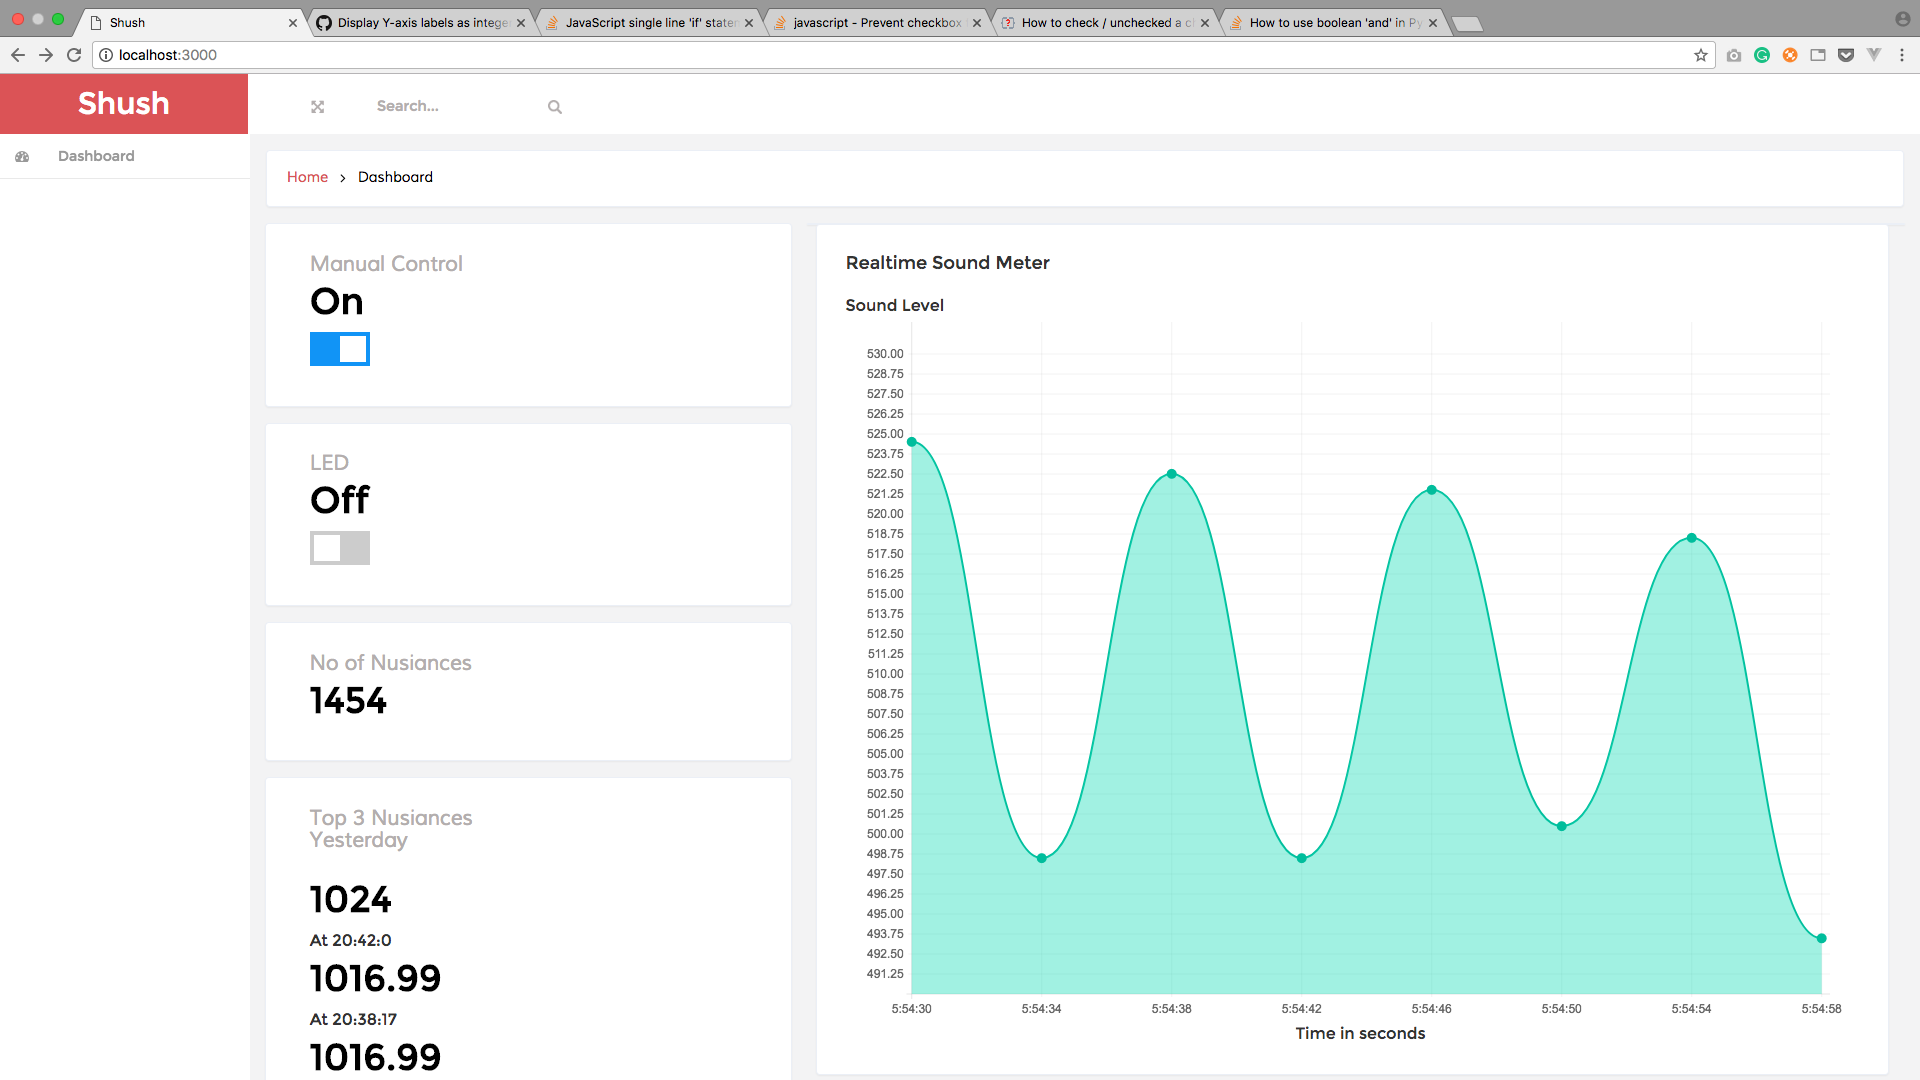 Shush
Display Y-axis labels as intege
JavaScript single line 'if' staten
javascript - Prevent checkbox
How to check / unchecked a c
How to use boolean 'and' in Py
localhost:3000
Shush
Search...
Dashboard
Home > Dashboard
Manual Control
On
LED
Off
No of Nusiances
1454
Top 3 Nusiances
Yesterday
1024
At 20:42:0
1016.99
At 20:38:17
1016.99
Realtime Sound Meter
Sound Level
530.00
528.75
527.50
526.25
525.00
523.75
522.50
521.25
520.00
518.75
517.50
516.25
515.00
513.75
512.50
511.25
510.00
508.75
507.50
506.25
505.00
503.75
502.50
501.25
500.00
498.75
497.50
496.25
495.00
493.75
492.50
491.25
5:54:30 5:54:34 5:54:38 5:54:42 5:54:46 5:54:50 5:54:54 5:54:58
Time in seconds